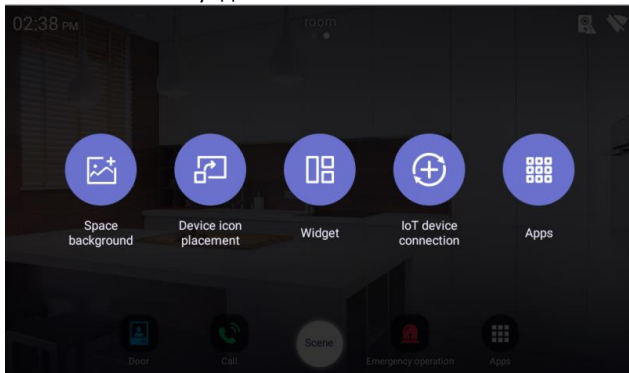 02:38 PM
room
Space
background
Device icon
placement
Widget
IoT device
connection
Apps
Door
Call
Scene
Emergency operation
Apps